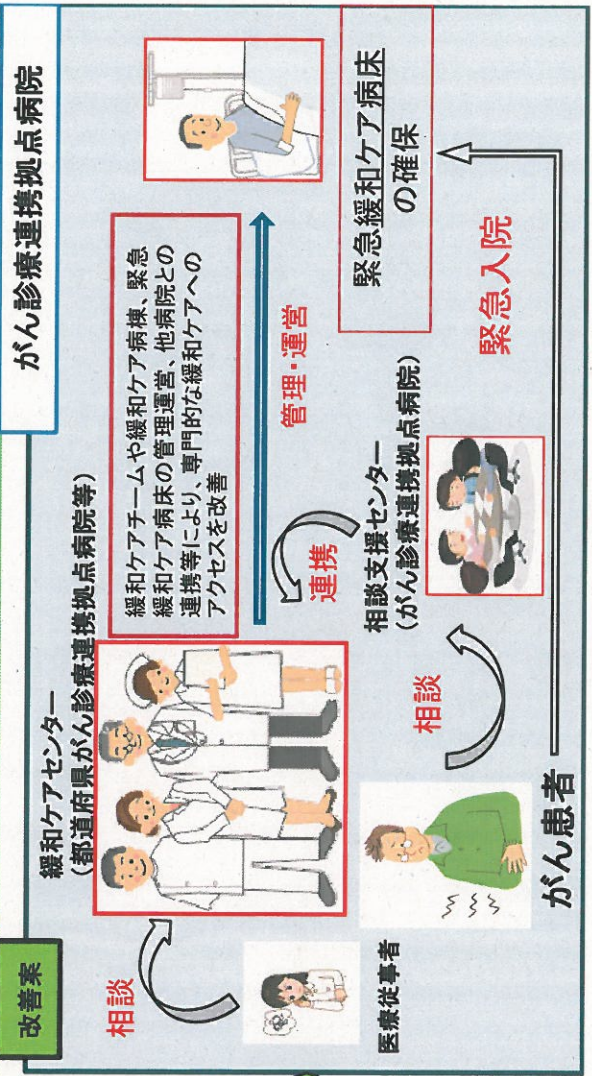 改善案
がん診療連携拠点病院
緩和ケアセンター
（都道府県がん診療連携拠点病院等）
緩和ケアチームや緩和ケア病棟、緊急
緩和ケア病床の管理運営、他病院との
連携等により、専門的な緩和ケアへの
アクセスを改善
管理・運営
緊急緩和ケア病床
の確保
相談
医療従事者
連携
相談支援センター
（がん診療連携拠点病院）
相談
緊急入院
がん患者